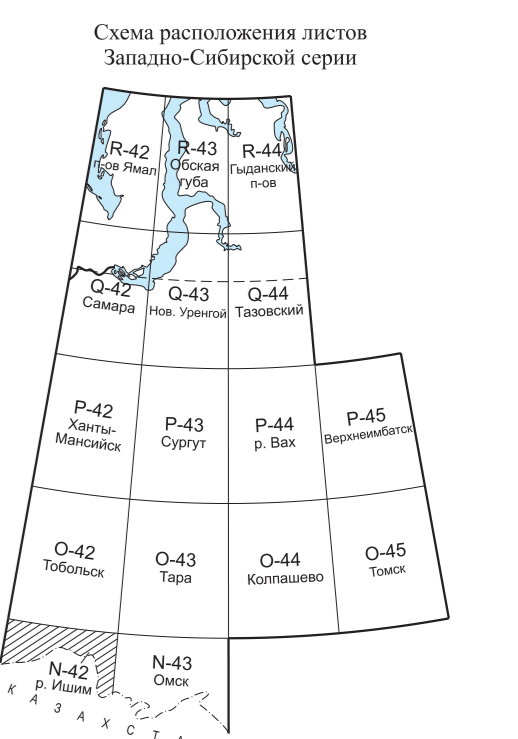 Схема расположения листов
Западно-Сибирской серии
R-42
п-ов Ямал
R-43
Обская
губа
R-44
Гыданский
п-ов
Q-42
Самара
Q-43
Нов. Уренгой
Q-44
Тазовский
P-42
Ханты-
Мансийск
P-43
Сургут
P-44
р. Вах
P-45
Верхнеимбатск
O-42
Тобольск
O-43
Тара
O-44
Колпашево
O-45
Томск
N-42
р. Ишим
N-43
Омск
К А З А Х С Т А